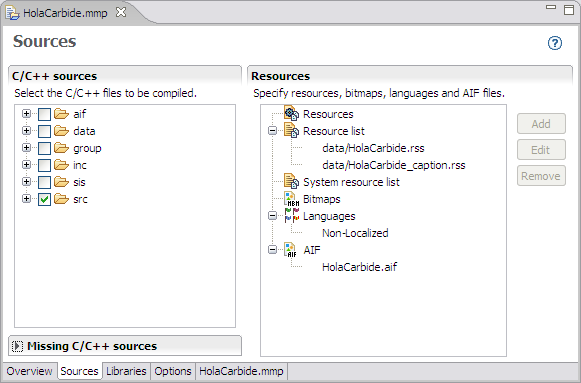 HolaCarbide.mmp
Sources
C/C++ sources
Select the C/C++ files to be compiled.
aif
data
group
inc
sis
src
Missing C/C++ sources
Resources
Specify resources, bitmaps, languages and AIF files.
Resources
Resource list
data/HolaCarbide.rss
data/HolaCarbide_caption.rss
System resource list
Bitmaps
Languages
Non-Localized
AIF
HolaCarbide.aif
Add
Edit
Remove
Overview Sources Libraries Options HolaCarbide.mmp